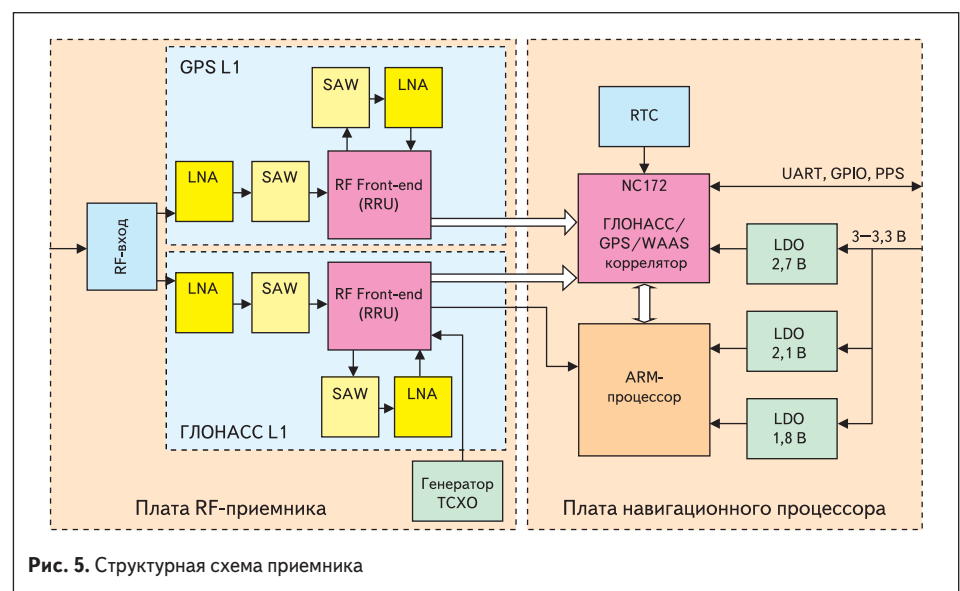 GPS L1
SAW
LNA
LNA
SAW
RF Front-end
(RRU)
RF-вход
LNA
SAW
RF Front-end
(RRU)
SAW
LNA
ГЛОНАСС L1
Генератор
TCXO
Плата RF-приемника
RTC
NC172
ГЛОНАСС/
GPS/WAAS
коррелятор
UART, GPIO, PPS
3—3,3 В
LDO
2,7 В
LDO
2,1 В
ARM-
процессор
LDO
1,8 В
Плата навигационного процессора
Рис. 5. Структурная схема приемника